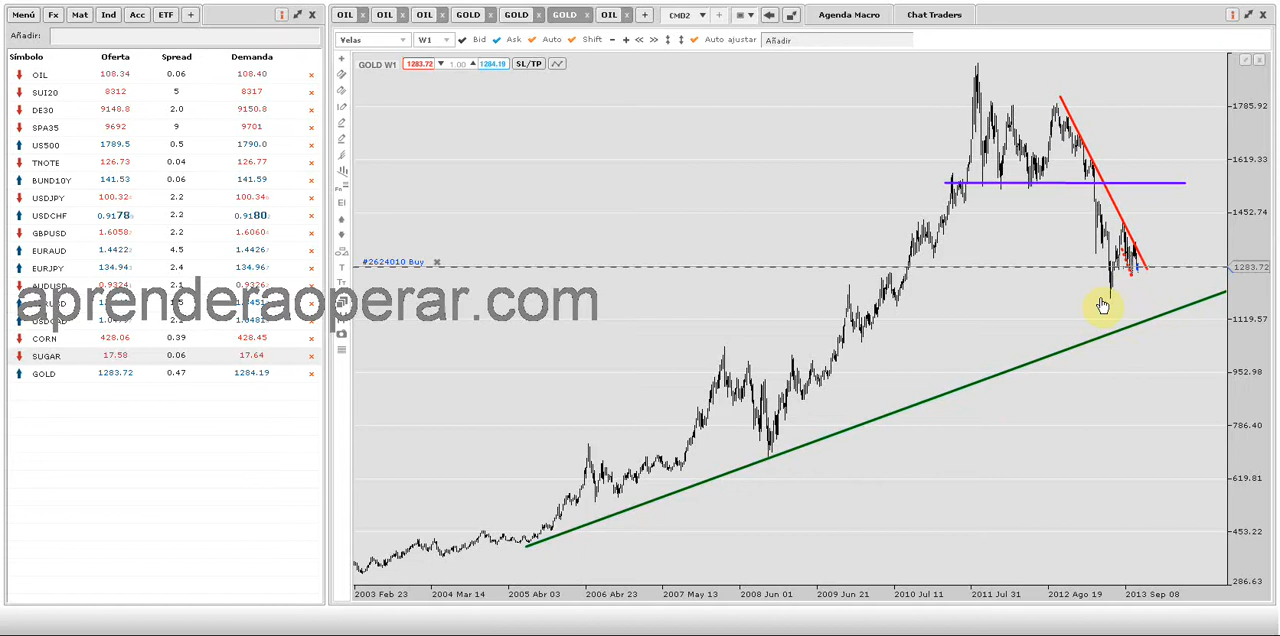 Menú Fx Mat Ind Acc ETF +
OIL x OIL x OIL x GOLD x GOLD x GOLD x OIL x + CMD2 Agenda Macro Chat Traders
Añadir:
Velas W1 Bid Ask Auto Shift Auto ajustar Añadir
Símbolo Oferta Spread Demanda
OIL 108.34 0.06 108.40 x
SUI20 8312 5 8317 x
DE30 9148.8 2.0 9150.8 x
SPA35 9692 9 9701 x
US500 1789.5 0.5 1790.0 x
TNOTE 126.73 0.04 126.77 x
BUND10Y 141.53 0.06 141.59 x
USDJPY 100.32 2.2 100.34 x
USDCHF 0.9178 2.2 0.9180 x
GBPUSD 1.6058 2.2 1.6060 x
EURAUD 1.4422 4.5 1.4426 x
EURJPY 134.94 2.4 134.96 x
aprenderaoperar.com
CORN 428.06 0.39 428.45 x
SUGAR 17.58 0.06 17.64 x
GOLD 1283.72 0.47 1284.19 x
GOLD W1 1283.72 1.00 1284.19 SL/TP
#2624010 Buy
1785.92
1619.33
1452.74
1283.72
1119.57
952.98
786.40
619.81
453.22
286.63
2003 Feb 23 2004 Mar 14 2005 Abr 03 2006 Abr 23 2007 May 13 2008 Jun 01 2009 Jun 21 2010 Jul 11 2011 Jul 31 2012 Ago 19 2013 Sep 08